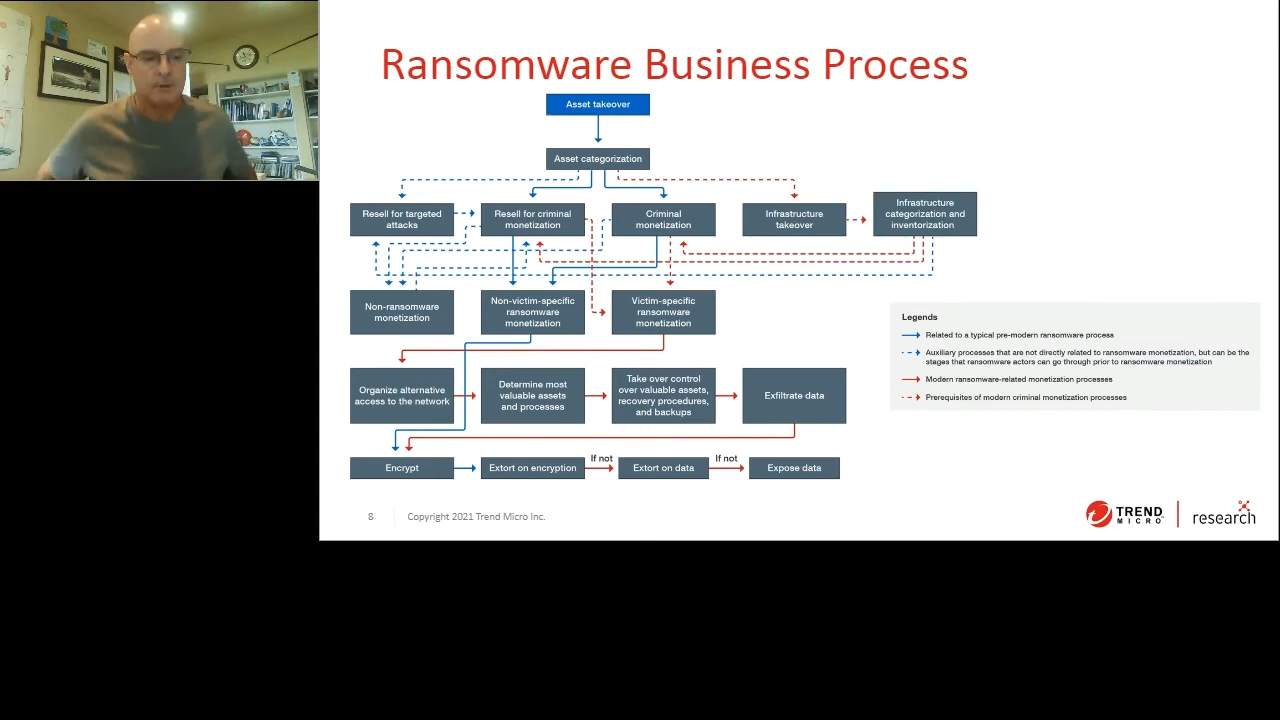 Ransomware Business Process
Asset takeover
Asset categorization
Resell for targeted
attacks
Resell for criminal
monetization
Criminal
monetization
Infrastructure
takeover
Infrastructure
categorization and
inventorization
Non-ransomware
monetization
Non-victim-specific
ransomware
monetization
Victim-specific
ransomware
monetization
Legends
Related to a typical pre-modern ransomware process
Auxiliary processes that are not directly related to ransomware monetization, but can be the
stages that ransomware actors can go through prior to ransomware monetization
Modern ransomware-related monetization processes
Prerequisites of modern criminal monetization processes
Organize alternative
access to the network
Determine most
valuable assets
and processes
Take over control
over valuable assets,
recovery procedures,
and backups
Exfiltrate data
Encrypt
Extort on encryption
If not
Extort on data
If not
Expose data
8
Copyright 2021 Trend Micro Inc.
TREND
MICRO
research